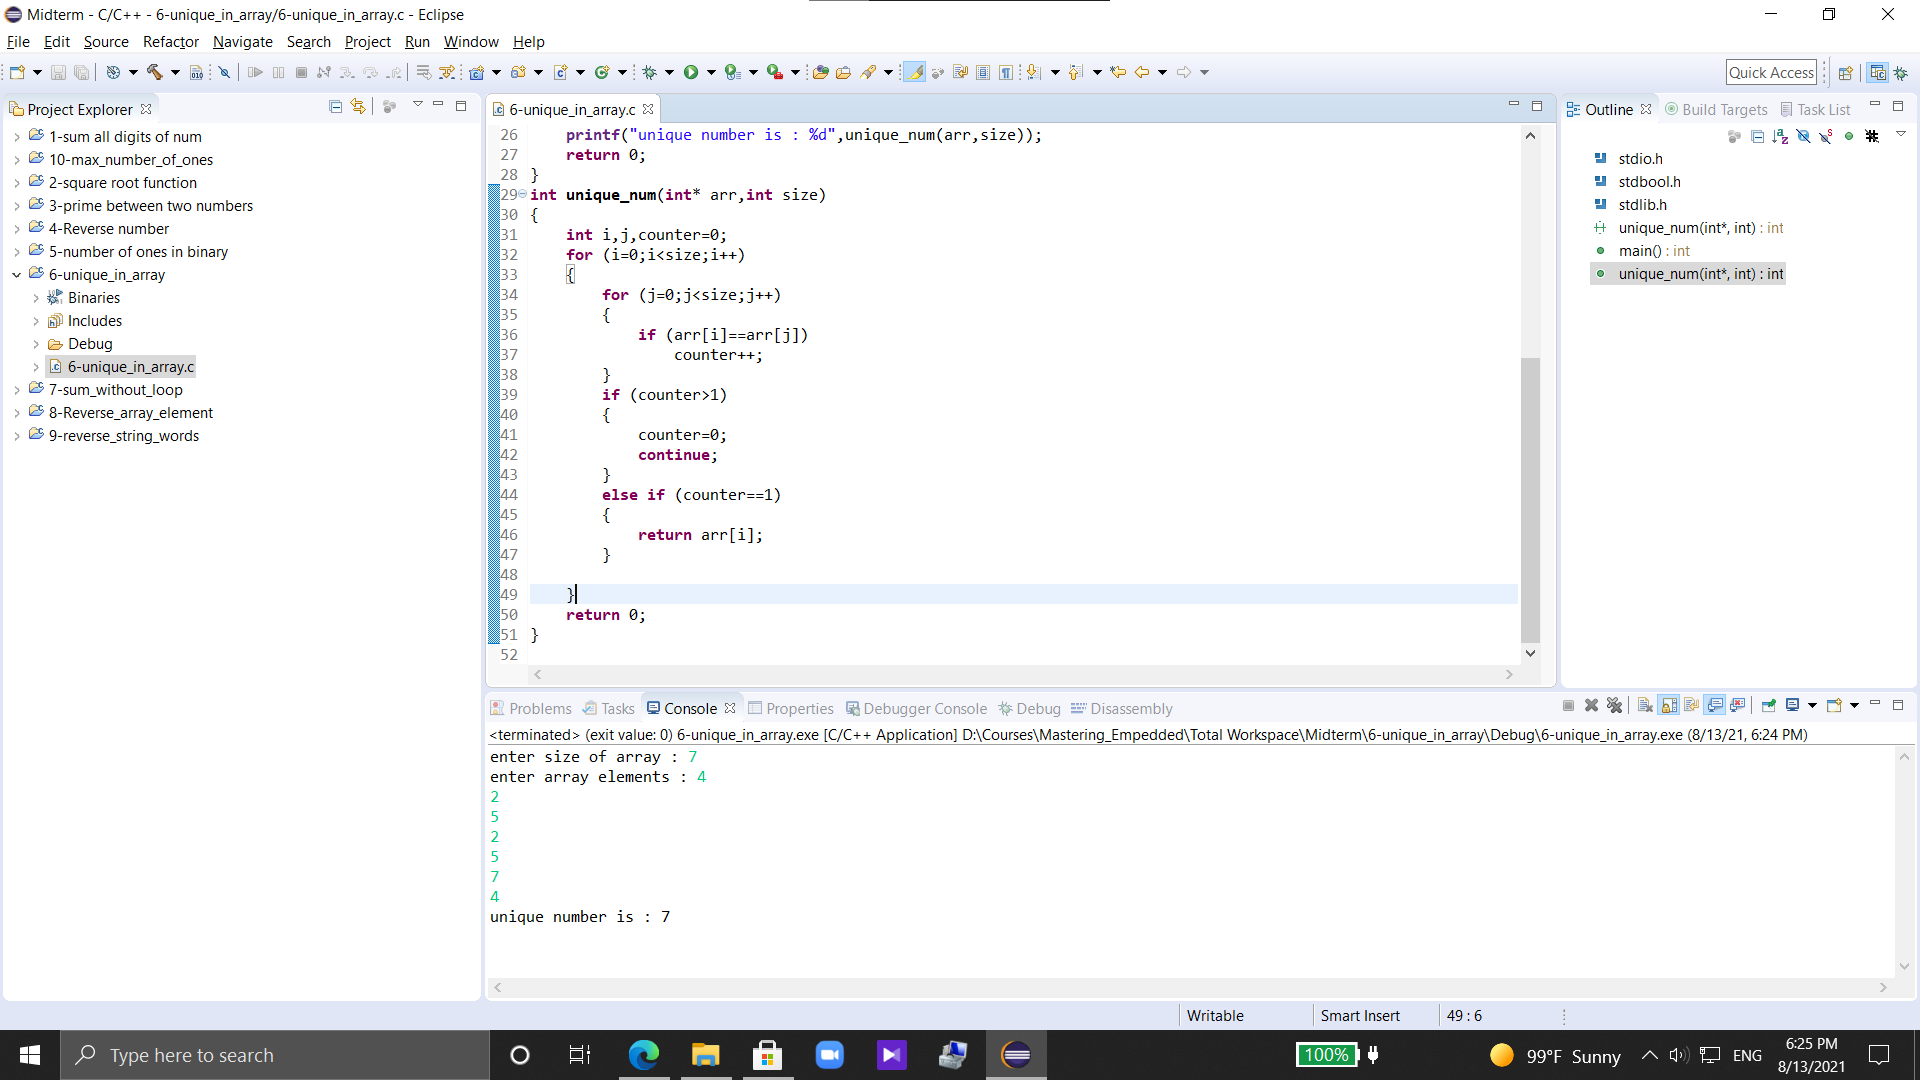 Midterm - C/C++ - 6-unique_in_array/6-unique_in_array.c - Eclipse
File Edit Source Refactor Navigate Search Project Run Window Help
Quick Access
Project Explorer
1-sum all digits of num
10-max_number_of_ones
2-square root function
3-prime between two numbers
4-Reverse number
5-number of ones in binary
6-unique_in_array
Binaries
Includes
Debug
6-unique_in_array.c
7-sum_without_loop
8-Reverse_array_element
9-reverse_string_words
6-unique_in_array.c
26     printf("unique number is : %d",unique_num(arr,size));
27     return 0;
28 }
29 int unique_num(int* arr,int size)
30 {
31     int i,j,counter=0;
32     for (i=0;i<size;i++)
33     {
34         for (j=0;j<size;j++)
35         {
36             if (arr[i]==arr[j])
37                 counter++;
38         }
39         if (counter>1)
40         {
41             counter=0;
42             continue;
43         }
44         else if (counter==1)
45         {
46             return arr[i];
47         }
48
49     }
50     return 0;
51 }
52
Outline Build Targets Task List
stdio.h
stdbool.h
stdlib.h
unique_num(int*, int) : int
main() : int
unique_num(int*, int) : int
Problems Tasks Console Properties Debugger Console Debug Disassembly
<terminated> (exit value: 0) 6-unique_in_array.exe [C/C++ Application] D:\Courses\Mastering_Empedded\Total Workspace\Midterm\6-unique_in_array\Debug\6-unique_in_array.exe (8/13/21, 6:24 PM)
enter size of array : 7
enter array elements : 4
2
5
2
5
7
4
unique number is : 7
Writable Smart Insert 49 : 6
Type here to search
100%
99°F Sunny
ENG
6:25 PM
8/13/2021